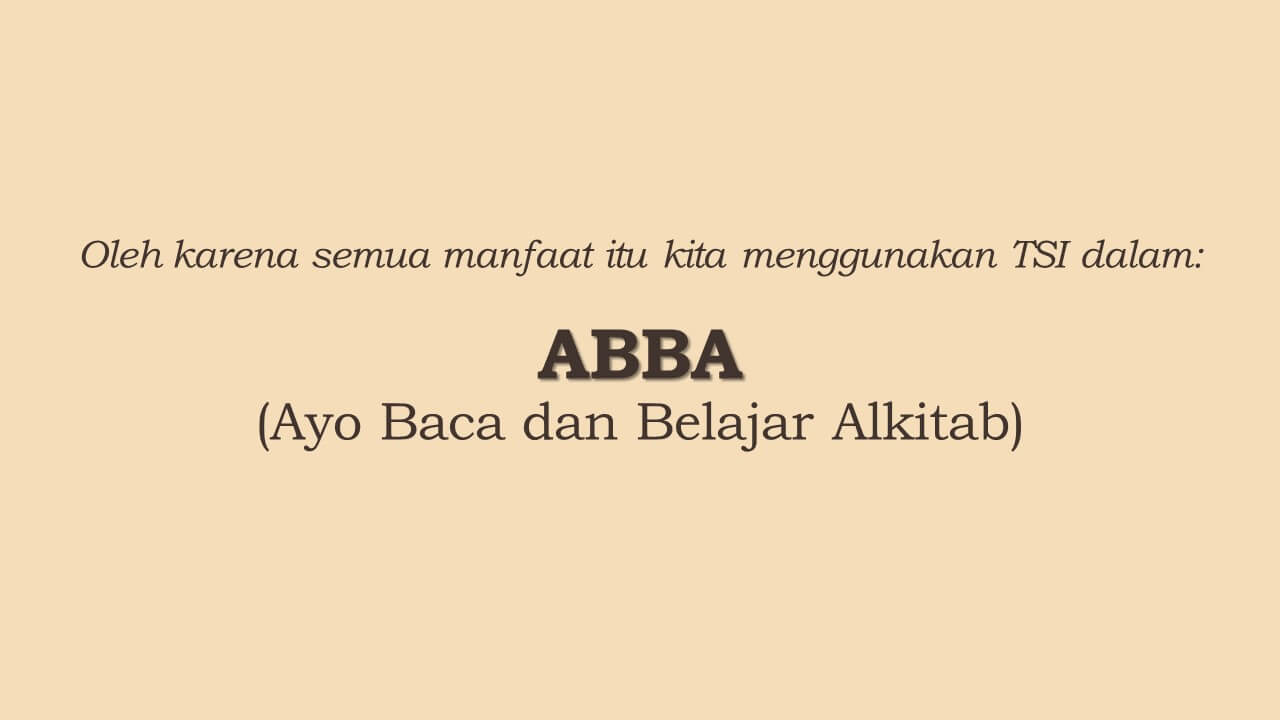 Oleh karena semua manfaat itu kita menggunakan TSI dalam:
ABBA
(Ayo Baca dan Belajar Alkitab)